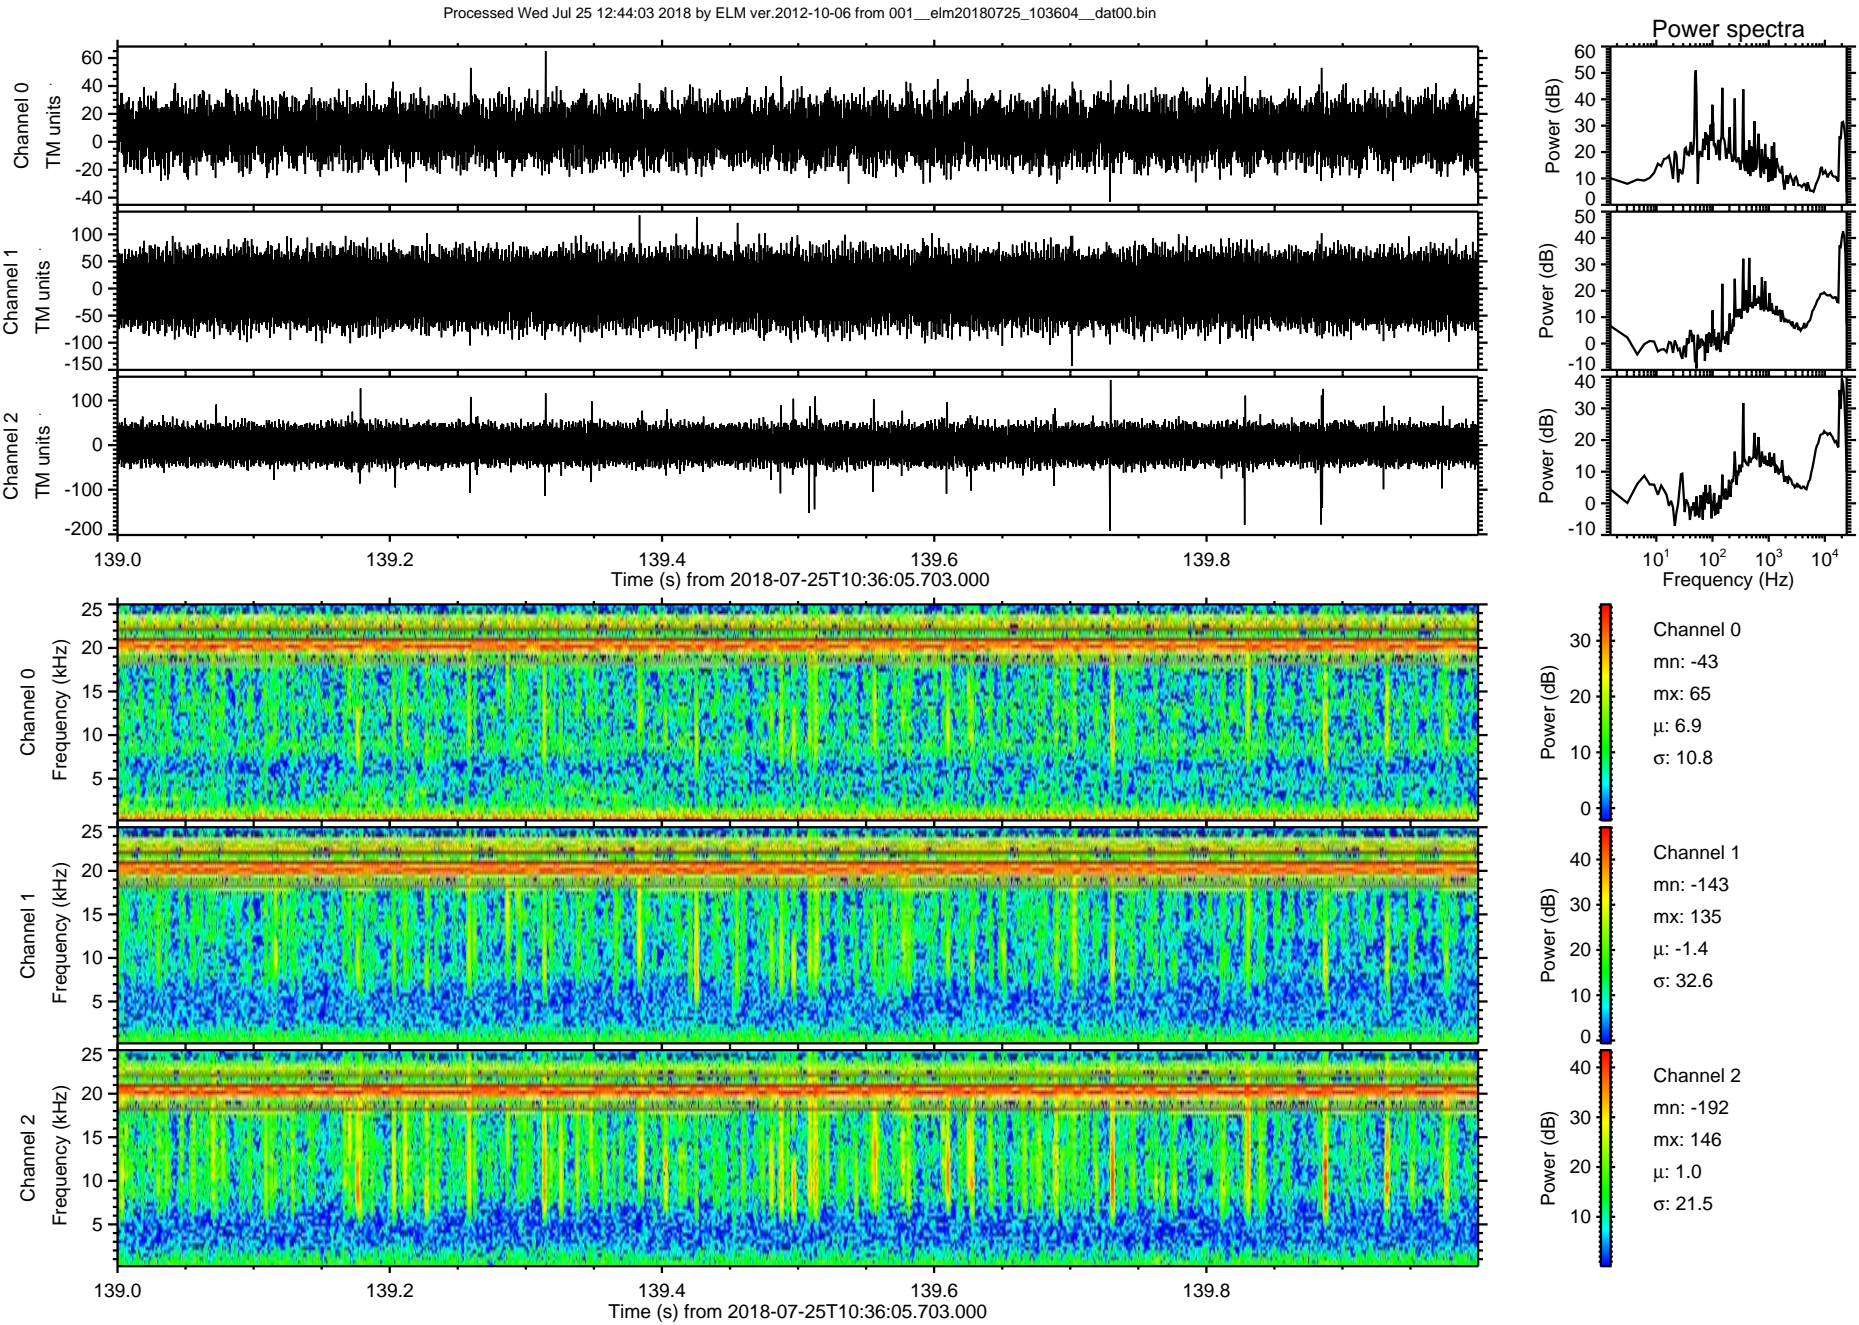 Processed Wed Jul 25 12:44:03 2018 by ELM ver.2012-10-06 from 001__elm20180725_103604__dat00.bin
Power spectra
Channel 0
TM units
60
40
20
0
-20
-40
Power (dB)
60
50
40
30
20
10
0
Channel 1
TM units
100
50
0
-50
-100
-150
Power (dB)
50
40
30
20
10
0
-10
Channel 2
TM units
100
0
-100
-200
Power (dB)
40
30
20
10
0
-10
139.0 139.2 139.4 139.6 139.8
Time (s) from 2018-07-25T10:36:05.703.000
10^1 10^2 10^3 10^4
Frequency (Hz)
Channel 0
Frequency (kHz)
25
20
15
10
5
Power (dB)
30
20
10
0
Channel 0
mn: -43
mx: 65
μ: 6.9
σ: 10.8
Channel 1
Frequency (kHz)
25
20
15
10
5
Power (dB)
40
30
20
10
0
Channel 1
mn: -143
mx: 135
μ: -1.4
σ: 32.6
Channel 2
Frequency (kHz)
25
20
15
10
5
Power (dB)
40
30
20
10
Channel 2
mn: -192
mx: 146
μ: 1.0
σ: 21.5
139.0 139.2 139.4 139.6 139.8
Time (s) from 2018-07-25T10:36:05.703.000